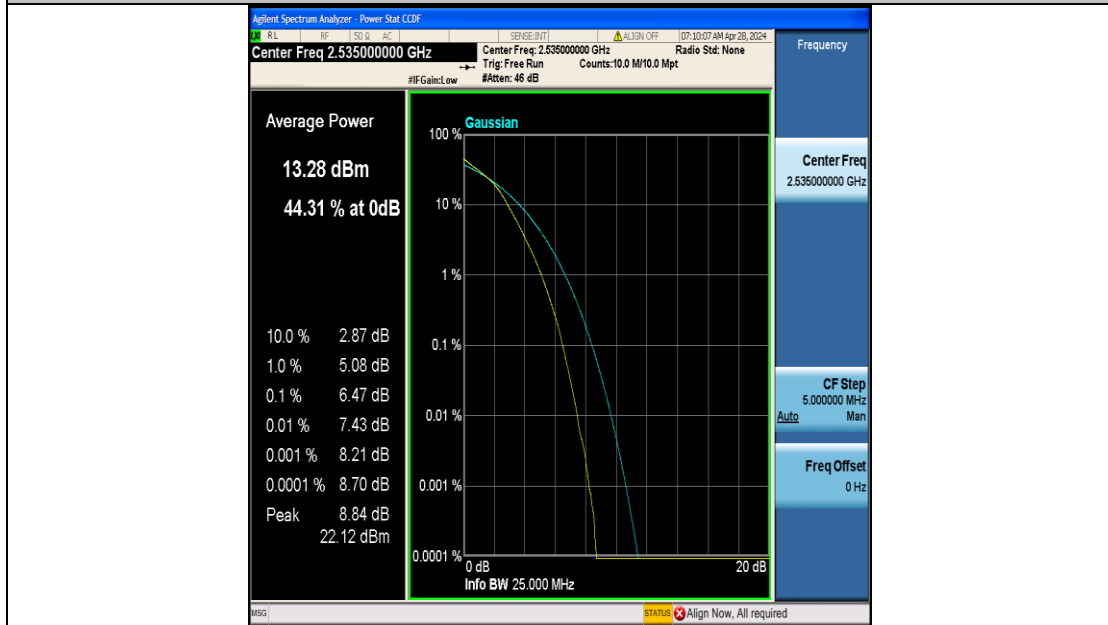 Agilent Spectrum Analyzer - Power Stat CCDF
RL RF 50 Ω AC SENSE:INT ALIGN OFF 07:10:07 AM Apr 28, 2024
Center Freq 2.535000000 GHz
Center Freq: 2.535000000 GHz Radio Std: None
Trig: Free Run Counts:10.0 M/10.0 Mpt
#IFGain:Low #Atten: 46 dB
Frequency
Average Power
13.28 dBm
44.31 % at 0dB
10.0 % 2.87 dB
1.0 % 5.08 dB
0.1 % 6.47 dB
0.01 % 7.43 dB
0.001 % 8.21 dB
0.0001 % 8.70 dB
Peak 8.84 dB
22.12 dBm
Gaussian
100 %
10 %
1 %
0.1 %
0.01 %
0.001 %
0.0001 %
0 dB 20 dB
Info BW 25.000 MHz
Center Freq
2.535000000 GHz
CF Step
5.000000 MHz
Auto Man
Freq Offset
0 Hz
MSG STATUS Align Now, All required